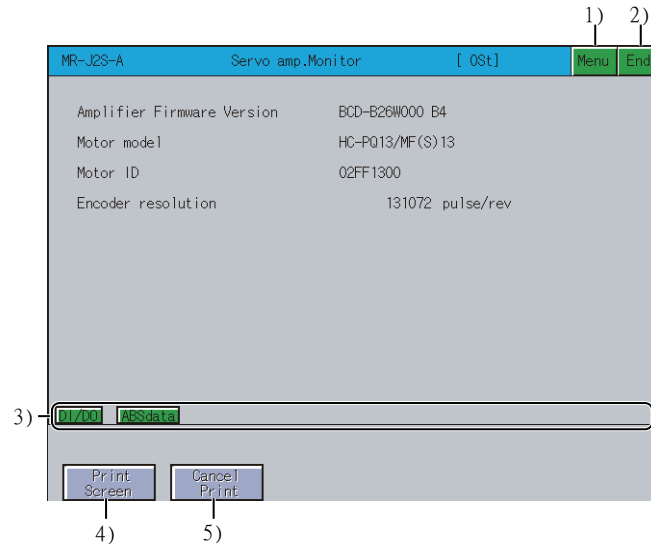 1) 2)
MR-J2S-A Servo amp.Monitor [ OSt] Menu End
Amplifier Firmware Version BCD-B26W000 B4
Motor model HC-PQ13/MF(S)13
Motor ID 02FF1300
Encoder resolution 131072 pulse/rev
3) DI/DO ABSdata
Print Screen
Cancel Print
4) 5)